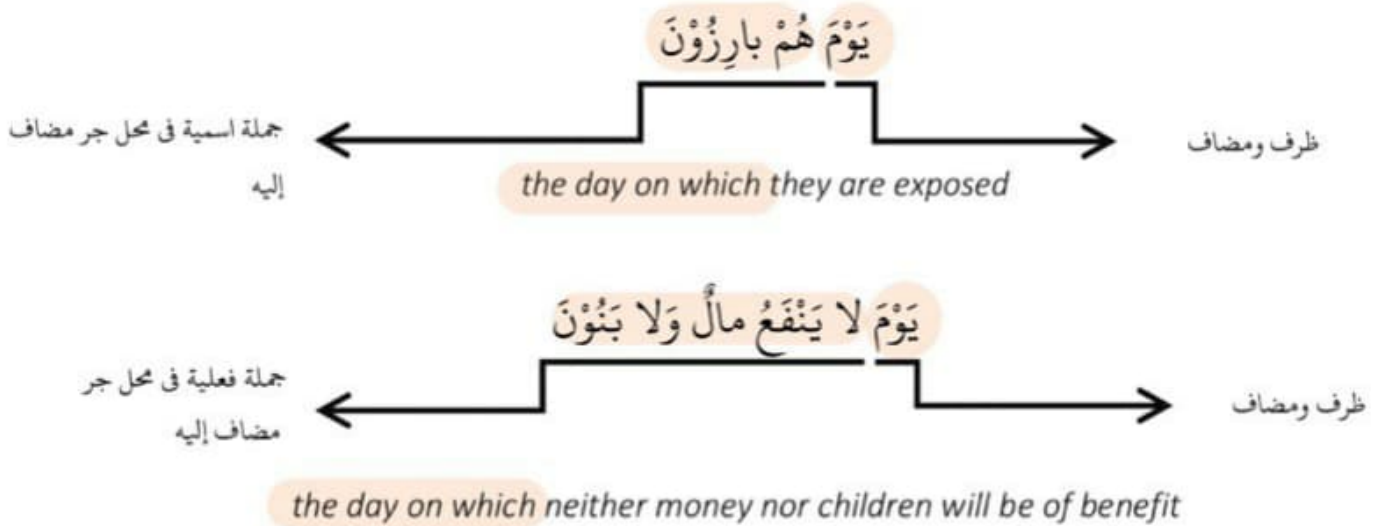 يَوْمَ هُمْ بارِزُوْنَ
ظرف ومضاف
جملة اسمية فى محل جر مضاف
إليه
the day on which they are exposed
يَوْمَ لا يَنْفَعُ مالٌ وَلا بَنُوْنَ
ظرف ومضاف
جملة فعلية فى محل جر
مضاف إليه
the day on which neither money nor children will be of benefit